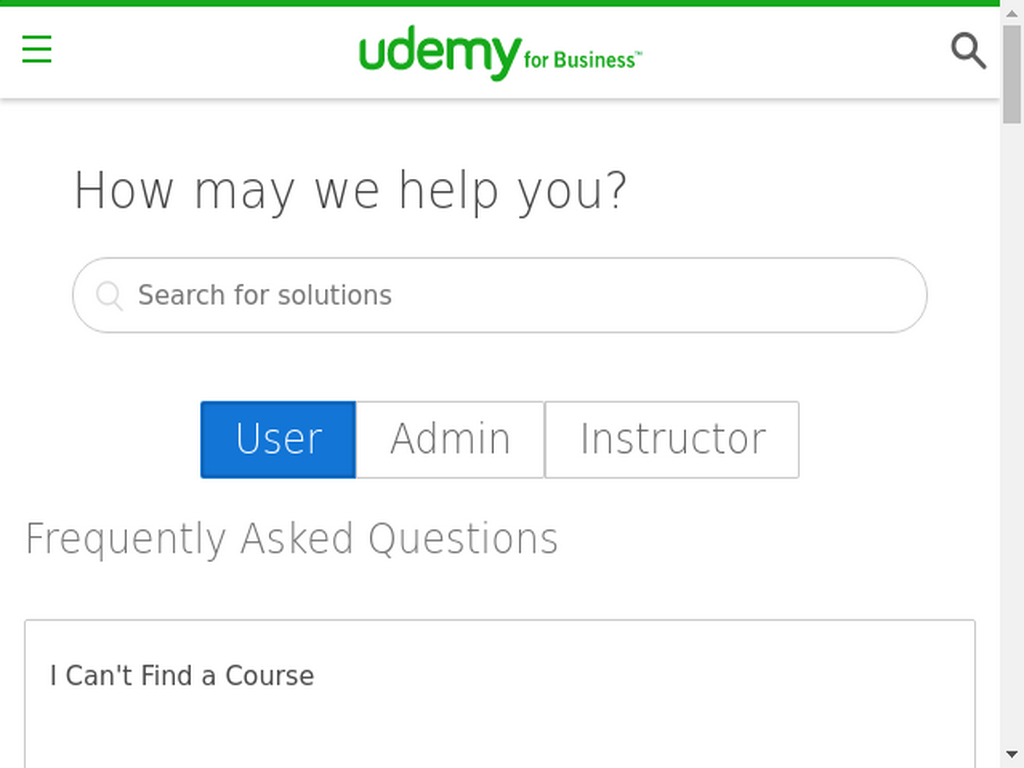 udemy for Business™
How may we help you?
Search for solutions
User Admin Instructor
Frequently Asked Questions
I Can't Find a Course